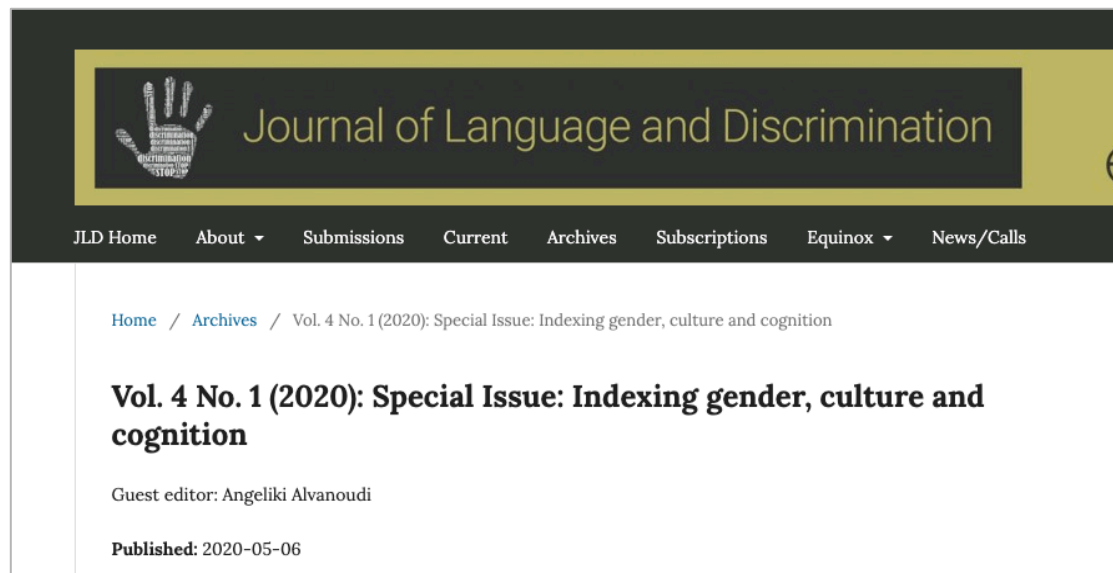 discrimination
STOP
Journal of Language and Discrimination
JLD Home About Submissions Current Archives Subscriptions Equinox News/Calls
Home / Archives / Vol. 4 No. 1 (2020): Special Issue: Indexing gender, culture and cognition
Vol. 4 No. 1 (2020): Special Issue: Indexing gender, culture and
cognition
Guest editor: Angeliki Alvanoudi
Published: 2020-05-06